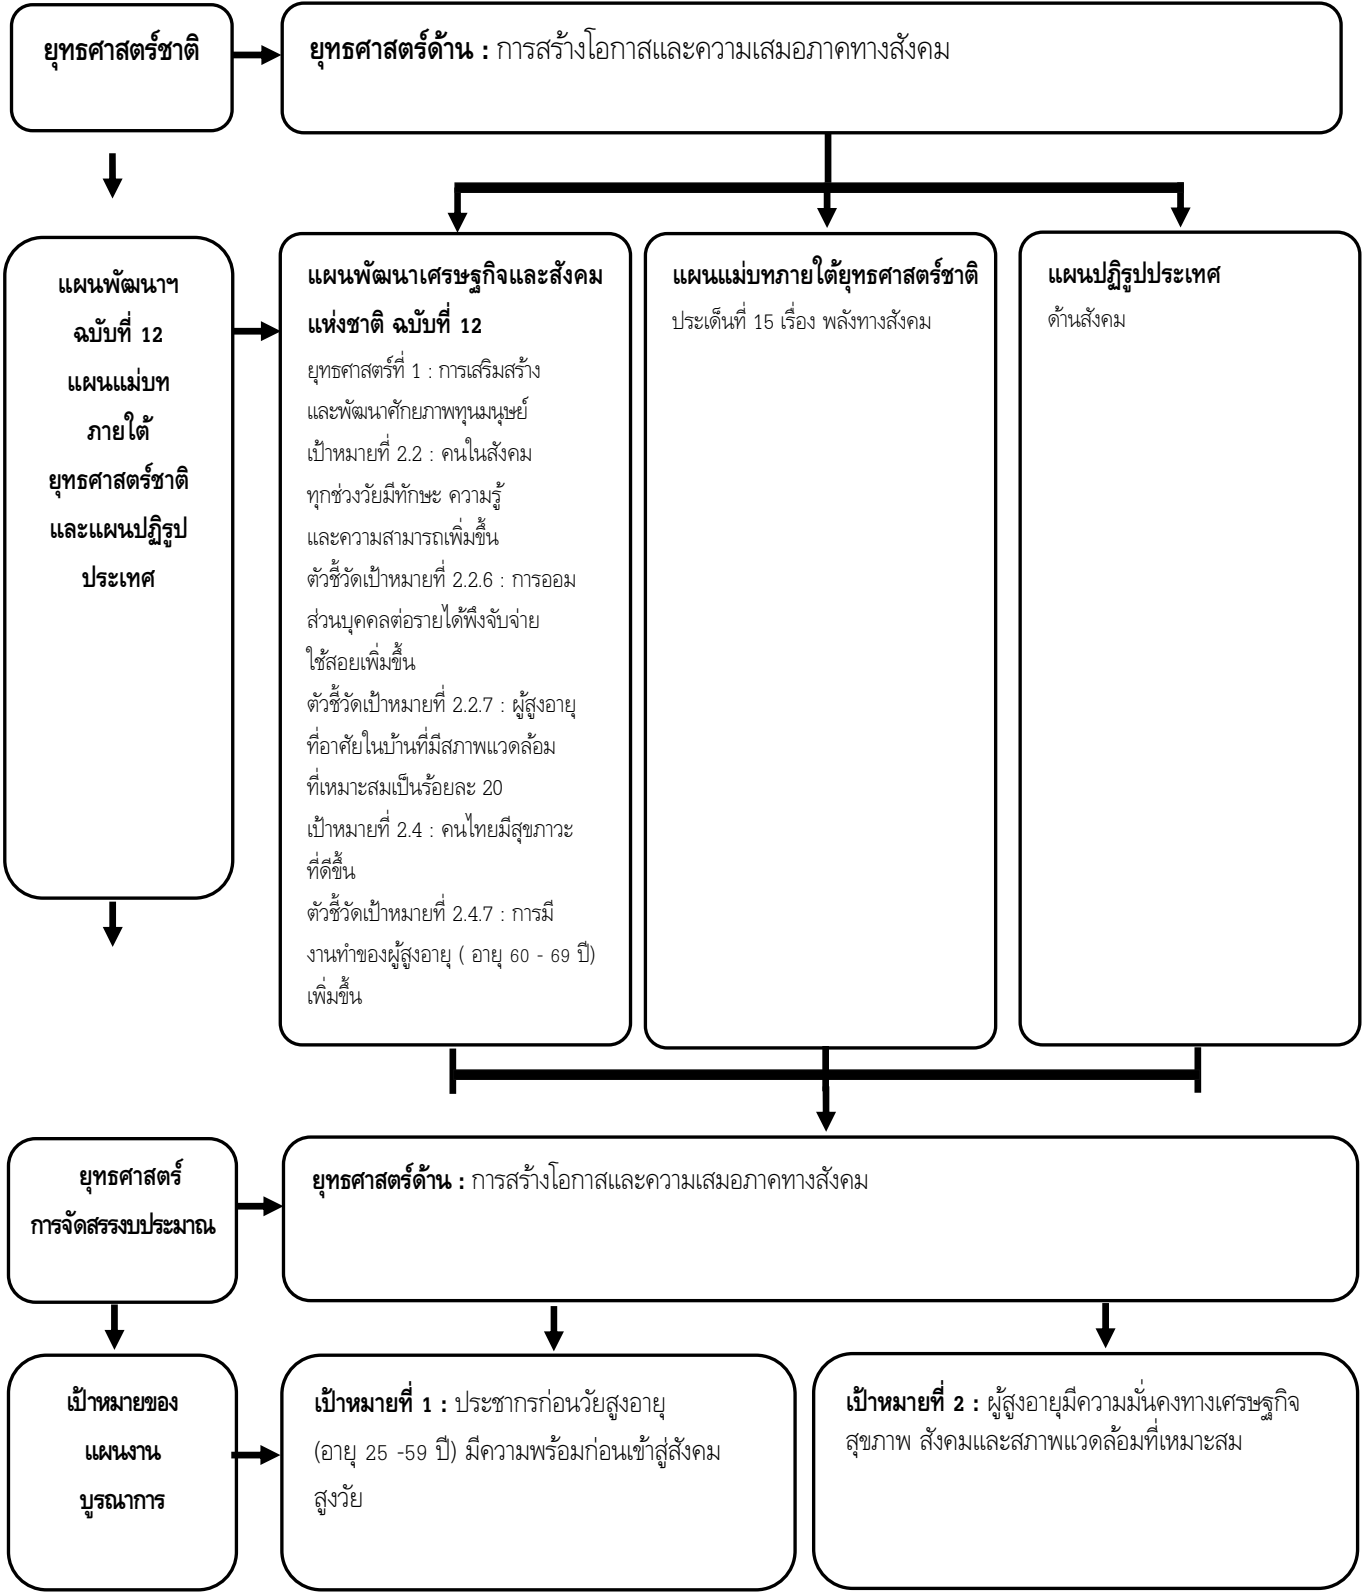 ยุทธศาสตร์ชาติ
ยุทธศาสตร์ด้าน : การสร้างโอกาสและความเสมอภาคทางสังคม
แผนพัฒนาฯ
ฉบับที่ 12
แผนแม่บท
ภายใต้
ยุทธศาสตร์ชาติ
และแผนปฏิรูป
ประเทศ
แผนพัฒนาเศรษฐกิจและสังคม
แห่งชาติ ฉบับที่ 12
ยุทธศาสตร์ที่ 1 : การเสริมสร้าง
และพัฒนาศักยภาพทุนมนุษย์
เป้าหมายที่ 2.2 : คนในสังคม
ทุกช่วงวัยมีทักษะ ความรู้
และความสามารถเพิ่มขึ้น
ตัวชี้วัดเป้าหมายที่ 2.2.6 : การออม
ส่วนบุคคลต่อรายได้พึงจับจ่าย
ใช้สอยเพิ่มขึ้น
ตัวชี้วัดเป้าหมายที่ 2.2.7 : ผู้สูงอายุ
ที่อาศัยในบ้านที่มีสภาพแวดล้อม
ที่เหมาะสมเป็นร้อยละ 20
เป้าหมายที่ 2.4 : คนไทยมีสุขภาวะ
ที่ดีขึ้น
ตัวชี้วัดเป้าหมายที่ 2.4.7 : การมี
งานทำของผู้สูงอายุ ( อายุ 60 - 69 ปี)
เพิ่มขึ้น
แผนแม่บทภายใต้ยุทธศาสตร์ชาติ
ประเด็นที่ 15 เรื่อง พลังทางสังคม
แผนปฏิรูปประเทศ
ด้านสังคม
ยุทธศาสตร์
การจัดสรรงบประมาณ
ยุทธศาสตร์ด้าน : การสร้างโอกาสและความเสมอภาคทางสังคม
เป้าหมายของ
แผนงาน
บูรณาการ
เป้าหมายที่ 1 : ประชากรก่อนวัยสูงอายุ
(อายุ 25 -59 ปี) มีความพร้อมก่อนเข้าสู่สังคม
สูงวัย
เป้าหมายที่ 2 : ผู้สูงอายุมีความมั่นคงทางเศรษฐกิจ
สุขภาพ สังคมและสภาพแวดล้อมที่เหมาะสม